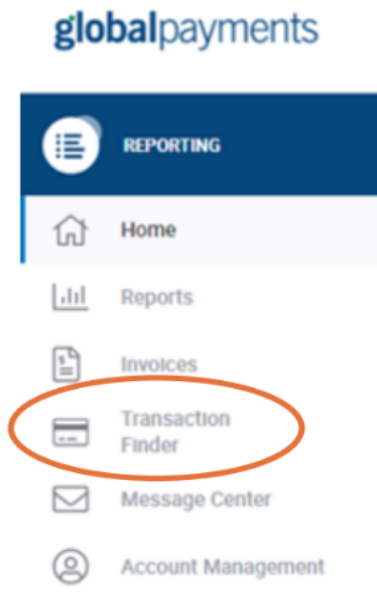 globalpayments
REPORTING
Home
Reports
Invoices
Transaction
Finder
Message Center
Account Management